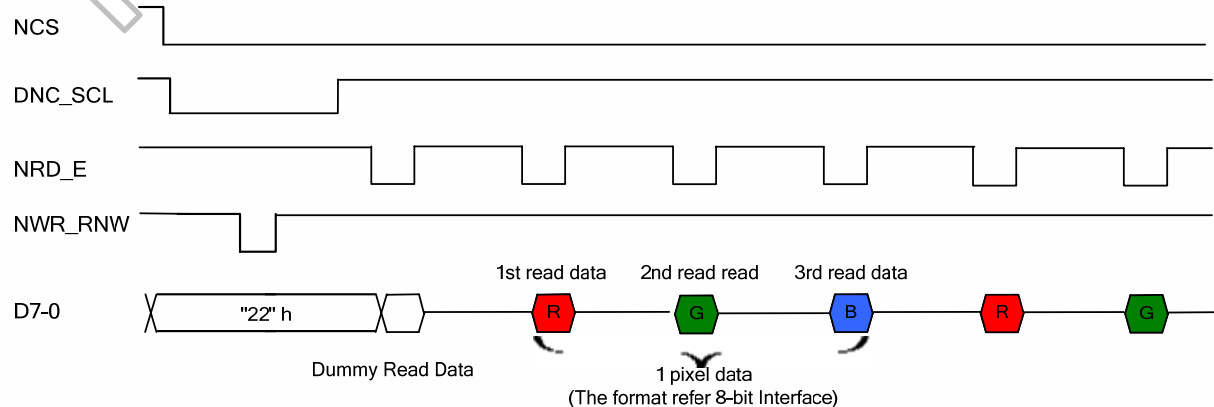 NCS
DNC_SCL
NRD_E
NWR_RNW
1st read data 2nd read read 3rd read data
D7-0 "22" h R G B R G
Dummy Read Data 1 pixel data
(The format refer 8-bit Interface)